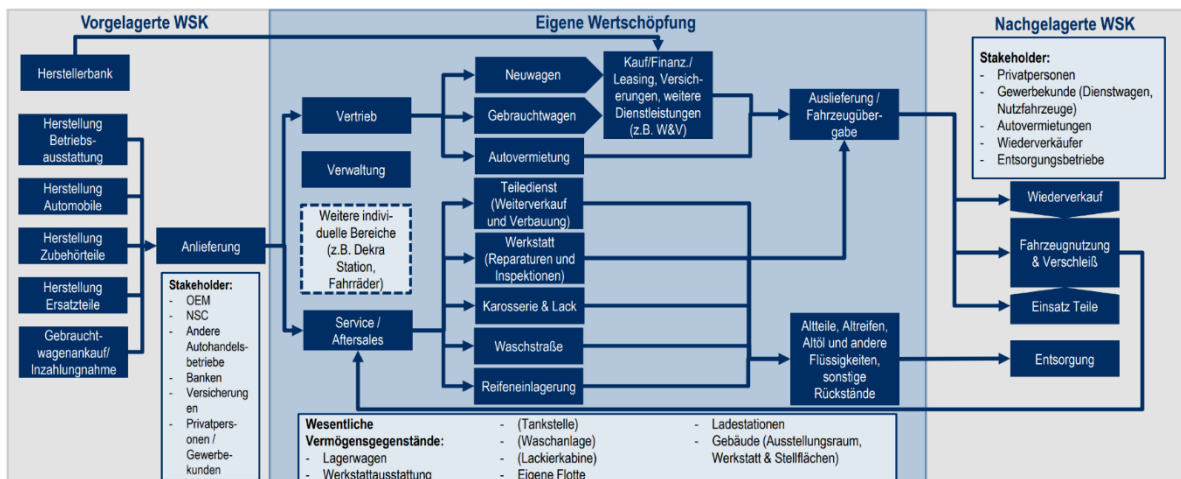 Vorgelagerte WSK
Herstellerbank
Herstellung
Betriebs-
ausstattung
Herstellung
Automobile
Herstellung
Zubehörteile
Herstellung
Ersatzteile
Gebraucht-
wagenankauf/
Inzahlungnahme
Anlieferung
Stakeholder:
- OEM
- NSC
- Andere
Autohandels-
betriebe
- Banken
- Versicherung
en
- Privatper-
sonen /
Gewerbe-
kunden
Eigene Wertschöpfung
Vertrieb
Verwaltung
Weitere indivi-
duelle Bereiche
(z.B. Dekra
Station,
Fahrräder)
Service /
Aftersales
Neuwagen
Gebrauchtwagen
Autovermietung
Teiledienst
(Weiterverkauf
und Verbauung)
Werkstatt
(Reparaturen und
Inspektionen)
Karosserie & Lack
Waschstraße
Reifeneinlagerung
Kauf/Finanz./
Leasing, Versich-
erungen, weitere
Dienstleistungen
(z.B. W&V)
Auslieferung /
Fahrzeugüber-
gabe
Altteile, Altreifen,
Altöl und andere
Flüssigkeiten,
sonstige
Rückstände
Wesentliche
Vermögensgegenstände:
- Lagerwagen
- Werkstattausstattung
- (Tankstelle)
- (Waschanlage)
- (Lackierkabine)
- Eigene Flotte
- Ladestationen
- Gebäude (Ausstellungsraum,
Werkstatt & Stellflächen)
Nachgelagerte WSK
Stakeholder:
- Privatpersonen
- Gewerbekunde (Dienstwagen,
Nutzfahrzeuge)
- Autovermietungen
- Wiederverkäufer
- Entsorgungsbetriebe
Wiederverkauf
Fahrzeugnutzung
& Verschleiß
Einsatz Teile
Entsorgung